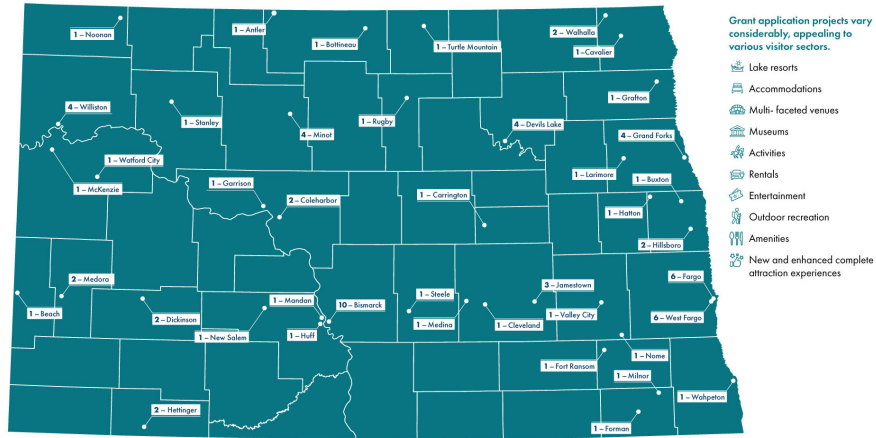 Grant application projects vary
considerably, appealing to
various visitor sectors.
Lake resorts
Accommodations
Multi- faceted venues
Museums
Activities
Rentals
Entertainment
Outdoor recreation
Amenities
New and enhanced complete
attraction experiences
1 – Noonan
1 – Antler
1 – Bottineau
1 – Turtle Mountain
2 – Walhalla
1 – Cavalier
1 – Grafton
4 – Williston
1 – Stanley
4 – Minot
1 – Rugby
4 – Devils Lake
4 – Grand Forks
1 – Watford City
1 – McKenzie
1 – Larimore
1 – Buxton
1 – Garrison
2 – Coleharbor
1 – Carrington
1 – Hatton
2 – Hillsboro
2 – Medora
1 – Beach
2 – Dickinson
1 – Mandan
10 – Bismarck
1 – New Salem
1 – Huff
1 – Steele
1 – Medina
3 – Jamestown
1 – Cleveland
1 – Valley City
6 – Fargo
6 – West Fargo
1 – Nome
1 – Fort Ransom
1 – Milnor
1 – Wahpeton
2 – Hettinger
1 – Forman